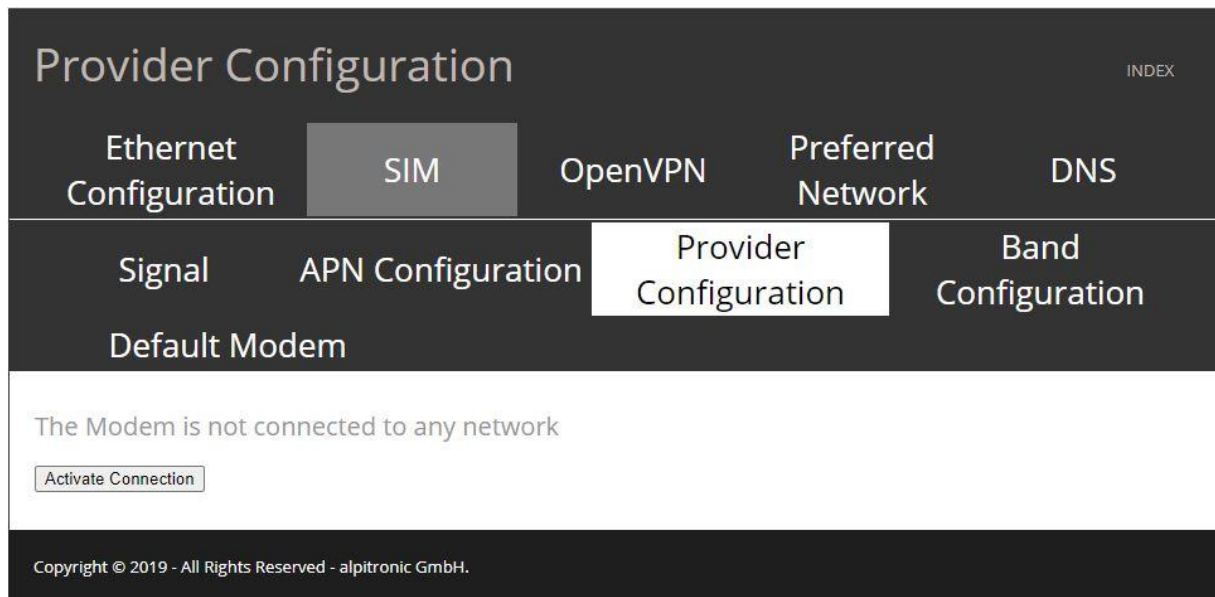 Provider Configuration
INDEX
Ethernet
Configuration
SIM
OpenVPN
Preferred
Network
DNS
Signal
APN Configuration
Provider
Configuration
Band
Configuration
Default Modem
The Modem is not connected to any network
Activate Connection
Copyright © 2019 - All Rights Reserved - alpitronic GmbH.